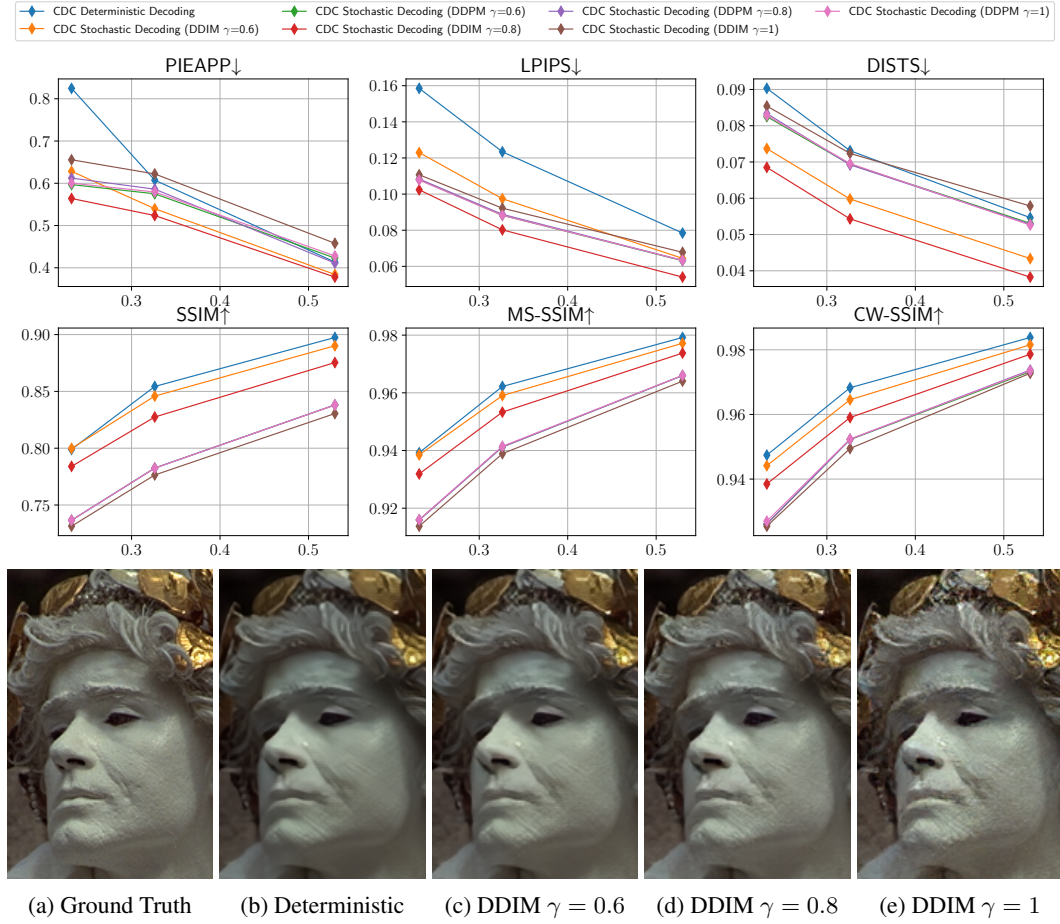 CDC Deterministic Decoding
CDC Stochastic Decoding (DDPM γ=0.6)
CDC Stochastic Decoding (DDPM γ=0.8)
CDC Stochastic Decoding (DDPM γ=1)
CDC Stochastic Decoding (DDIM γ=0.6)
CDC Stochastic Decoding (DDIM γ=0.8)
CDC Stochastic Decoding (DDIM γ=1)
PIEAPP↓
0.8
0.7
0.6
0.5
0.4
0.3 0.4 0.5
LPIPS↓
0.16
0.14
0.12
0.10
0.08
0.06
0.3 0.4 0.5
DISTS↓
0.09
0.08
0.07
0.06
0.05
0.04
0.3 0.4 0.5
SSIM↑
0.90
0.85
0.80
0.75
0.3 0.4 0.5
MS-SSIM↑
0.98
0.96
0.94
0.92
0.3 0.4 0.5
CW-SSIM↑
0.98
0.96
0.94
0.3 0.4 0.5
(a) Ground Truth
(b) Deterministic
(c) DDIM γ = 0.6
(d) DDIM γ = 0.8
(e) DDIM γ = 1